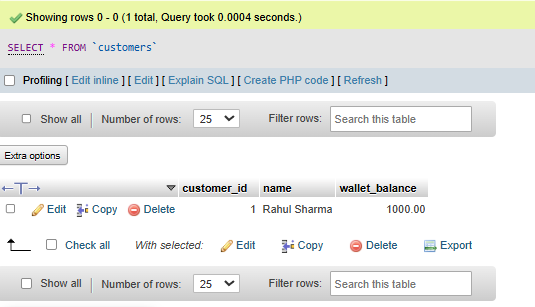 Showing rows 0 - 0 (1 total, Query took 0.0004 seconds.)
SELECT * FROM `customers`
Profiling [ Edit inline ] [ Edit ] [ Explain SQL ] [ Create PHP code ] [ Refresh ]
Show all Number of rows: 25 Filter rows: Search this table
Extra options
customer_id name wallet_balance
Edit Copy Delete 1 Rahul Sharma 1000.00
Check all With selected: Edit Copy Delete Export
Show all Number of rows: 25 Filter rows: Search this table